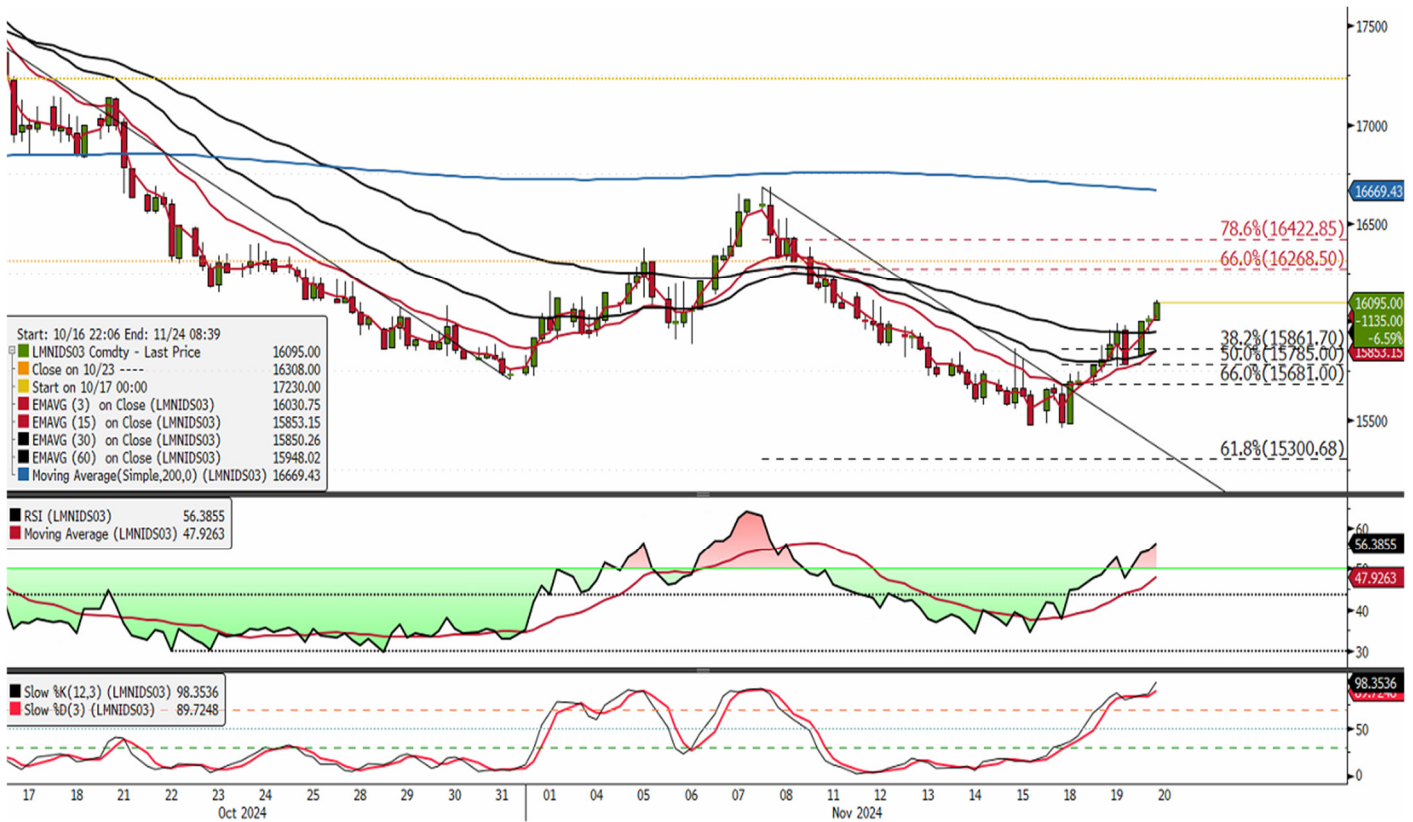 17500
17000
16669.43
16500
78.6%(16422.85)
66.0%(16268.50)
16095.00
-1135.00
-6.59%
15853.15
38.2%(15861.70)
50.0%(15785.00)
66.0%(15681.00)
15500
61.8%(15300.68)
Start: 10/16 22:06 End: 11/24 08:39
LMNIDS03 Comdty - Last Price 16095.00
Close on 10/23 ---- 16308.00
Start on 10/17 00:00 17230.00
EMAVG (3) on Close (LMNIDS03) 16030.75
EMAVG (15) on Close (LMNIDS03) 15853.15
EMAVG (30) on Close (LMNIDS03) 15850.26
EMAVG (60) on Close (LMNIDS03) 15948.02
Moving Average(Simple,200,0) (LMNIDS03) 16669.43
RSI (LMNIDS03) 56.3855
Moving Average (LMNIDS03) 47.9263
60
56.3855
47.9263
40
30
Slow %K(12,3) (LMNIDS03) 98.3536
Slow %D(3) (LMNIDS03) 89.7248
98.3536
89.7248
50
0
17 18 21 22 23 24 25 28 29 30 31 01 04 05 06 07 08 11 12 13 14 15 18 19 20
Oct 2024 Nov 2024